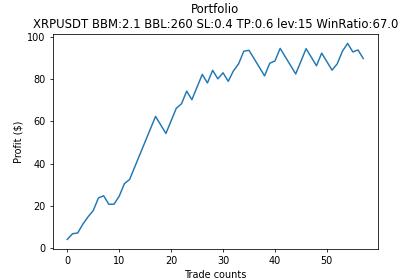 Portfolio
XRPUSDT BBM:2.1 BBL:260 SL:0.4 TP:0.6 lev:15 WinRatio:67.0
100
80
60
40
20
0
Profit ($)
0 10 20 30 40 50
Trade counts